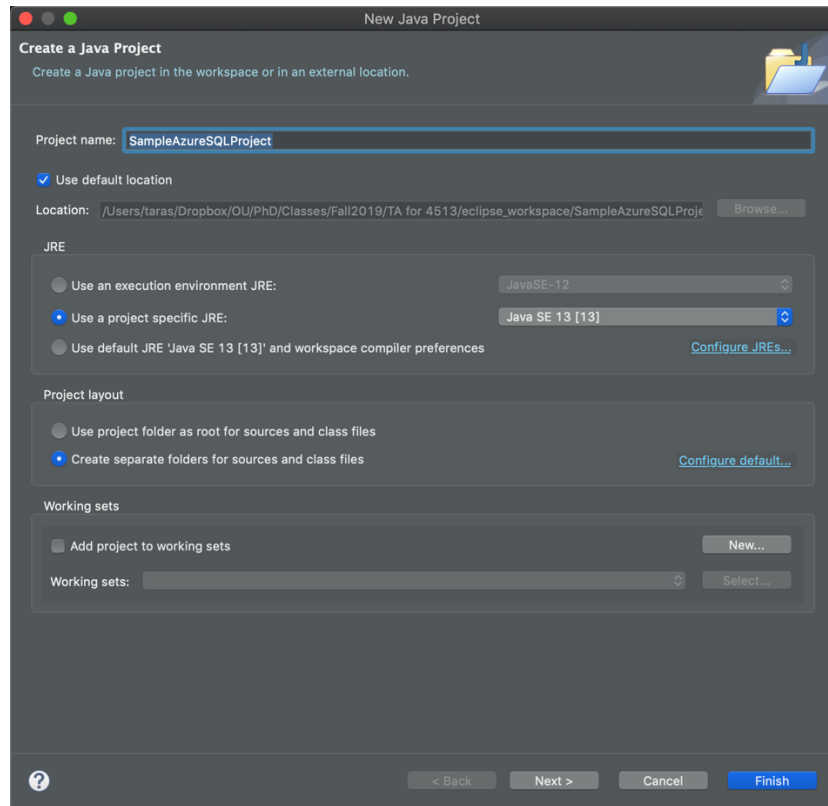 New Java Project
Create a Java Project
Create a Java project in the workspace or in an external location.
Project name: SampleAzureSQLProject
Use default location
Location: /Users/taras/Dropbox/OU/PhD/Classes/Fall2019/TA for 4513/eclipse_workspace/SampleAzureSQLProje Browse...
JRE
Use an execution environment JRE: JavaSE-12
Use a project specific JRE: Java SE 13 [13]
Use default JRE 'Java SE 13 [13]' and workspace compiler preferences Configure JREs...
Project layout
Use project folder as root for sources and class files
Create separate folders for sources and class files Configure default...
Working sets
Add project to working sets New...
Working sets: Select...
? < Back Next > Cancel Finish